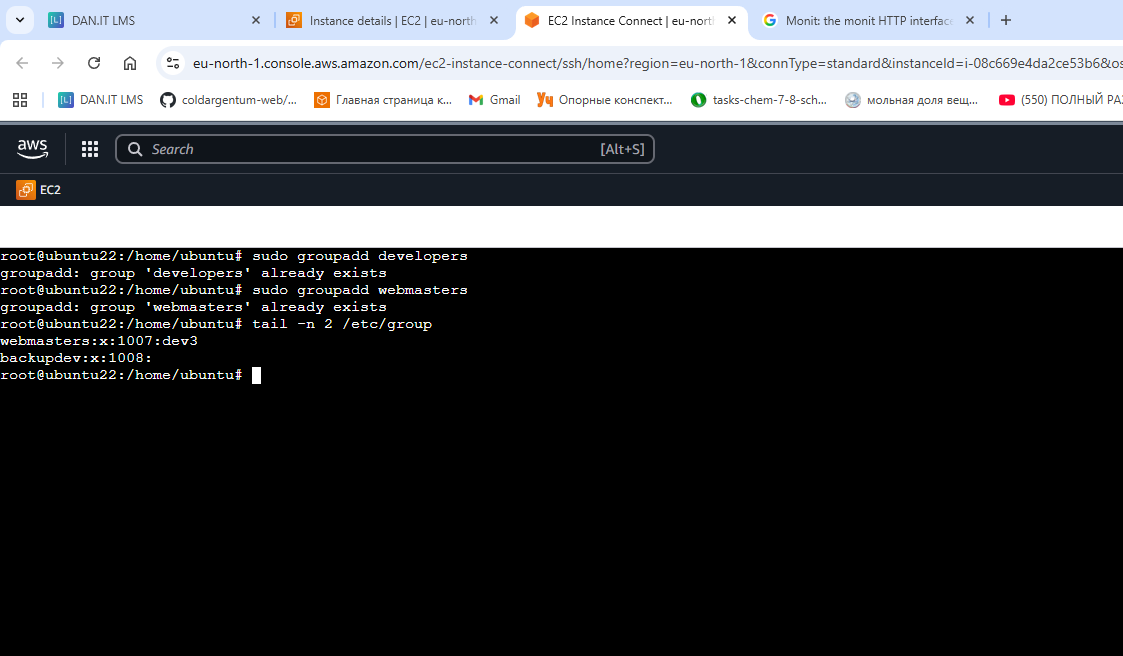 DAN.IT LMS
Instance details | EC2 | eu-north
EC2 Instance Connect | eu-nort
Monit: the monit HTTP interface
eu-north-1.console.aws.amazon.com/ec2-instance-connect/ssh/home?region=eu-north-1&connType=standard&instanceId=i-08c669e4da2ce53b6&os
DAN.IT LMS
coldargentum-web/...
Главная страница к...
Gmail
Уч Опорные конспект...
tasks-chem-7-8-sch...
мольная доля вещ...
(550) ПОЛНЫЙ РАЗ
aws
Search
[Alt+S]
EC2
root@ubuntu22:/home/ubuntu# sudo groupadd developers
groupadd: group 'developers' already exists
root@ubuntu22:/home/ubuntu# sudo groupadd webmasters
groupadd: group 'webmasters' already exists
root@ubuntu22:/home/ubuntu# tail -n 2 /etc/group
webmasters:x:1007:dev3
backupdev:x:1008:
root@ubuntu22:/home/ubuntu#